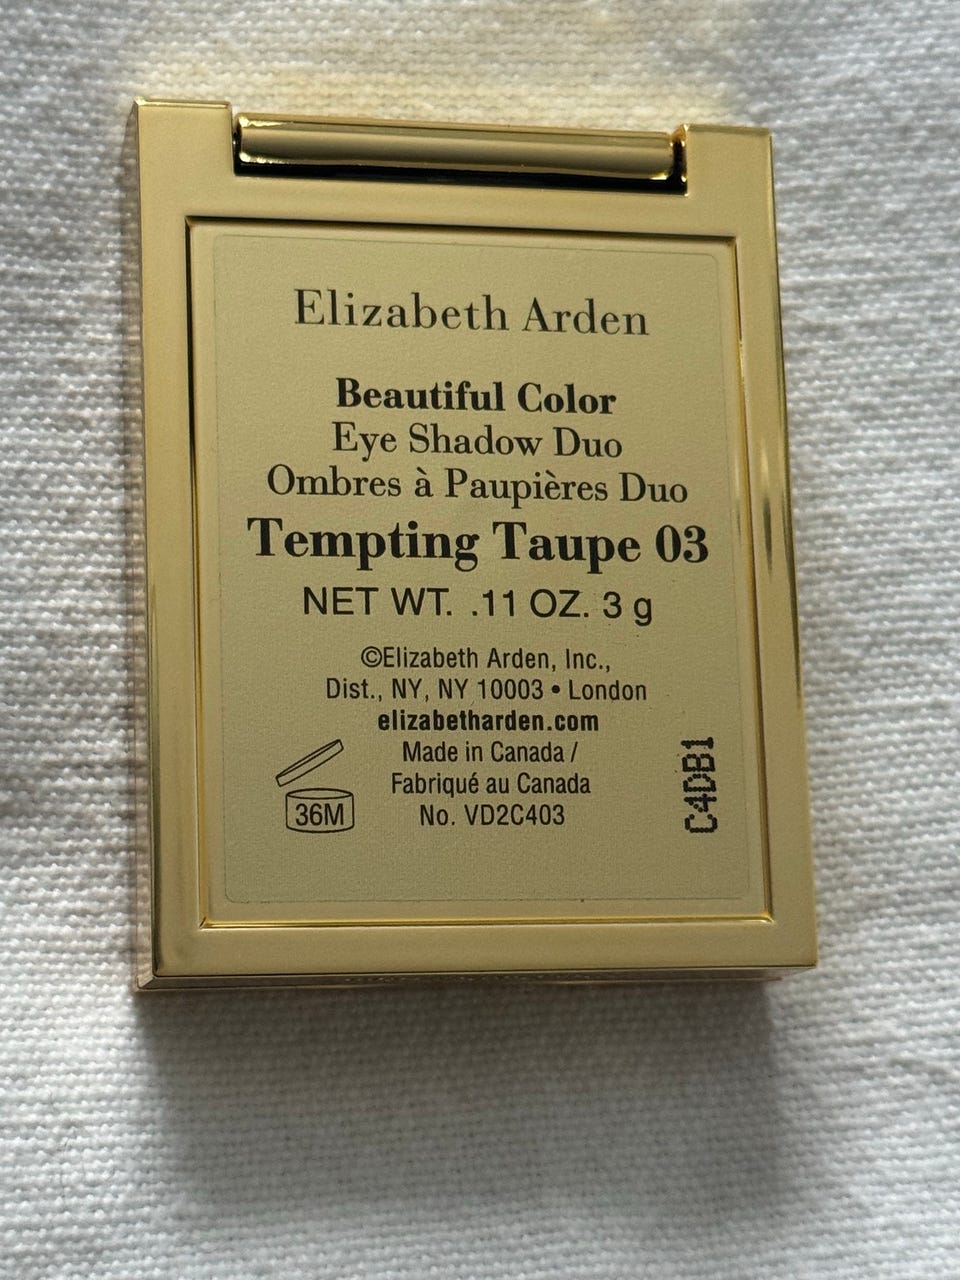 Elizabeth Arden
Beautiful Color
Eye Shadow Duo
Ombres à Paupières Duo
Tempting Taupe 03
NET WT. .11 OZ. 3 g
©Elizabeth Arden, Inc.,
Dist., NY, NY 10003 • London
elizabetharden.com
Made in Canada /
Fabriqué au Canada
No. VD2C403
36M
C4DB1